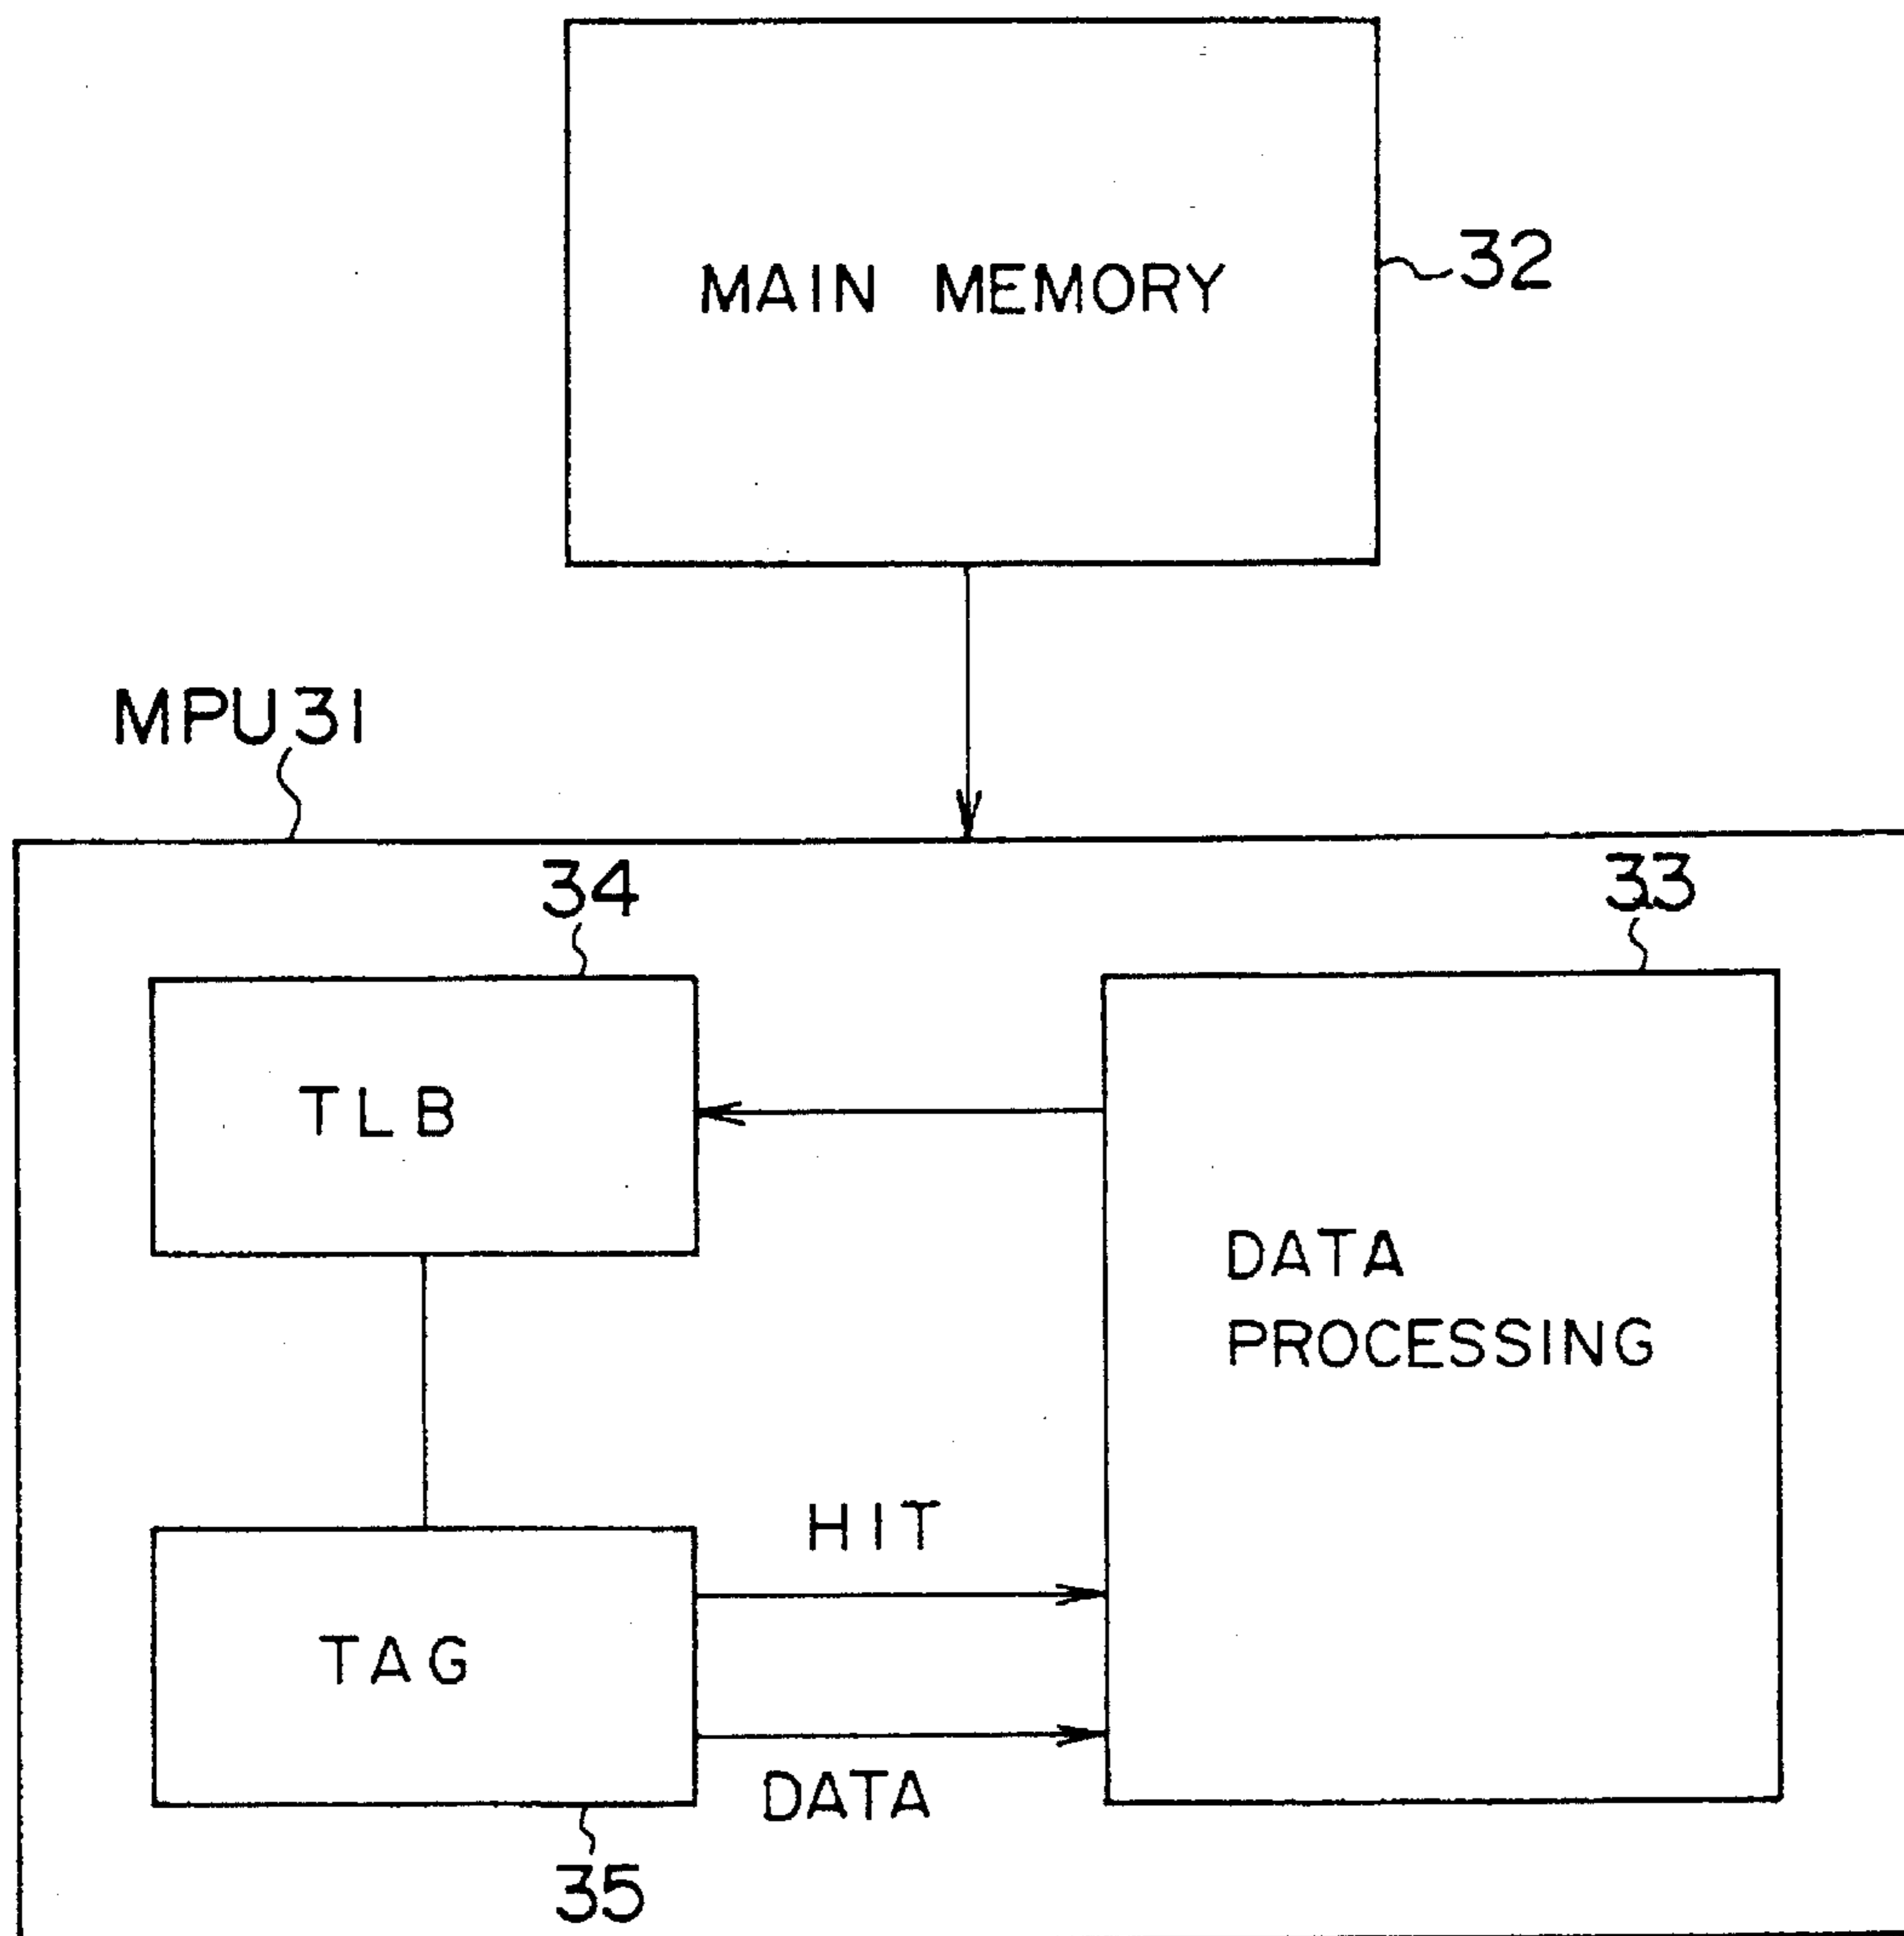 MAIN MEMORY
32
MPU31
34
33
TLB
DATA
PROCESSING
HIT
TAG
DATA
35